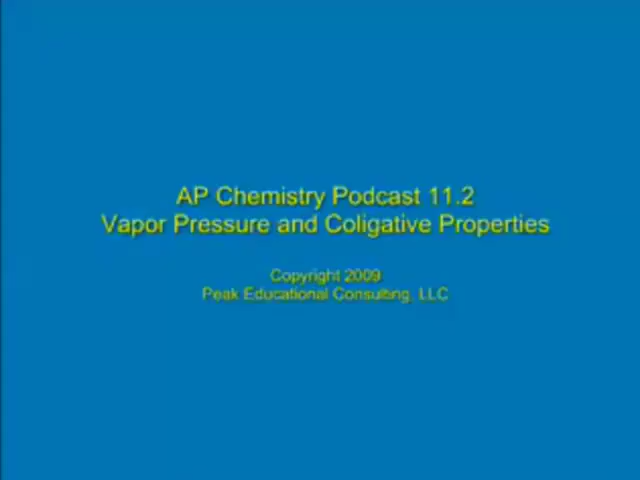 AP Chemistry Podcast 11.2
Vapor Pressure and Coligative Properties
Copyright 2009
Peak Educational Consulting, LLC